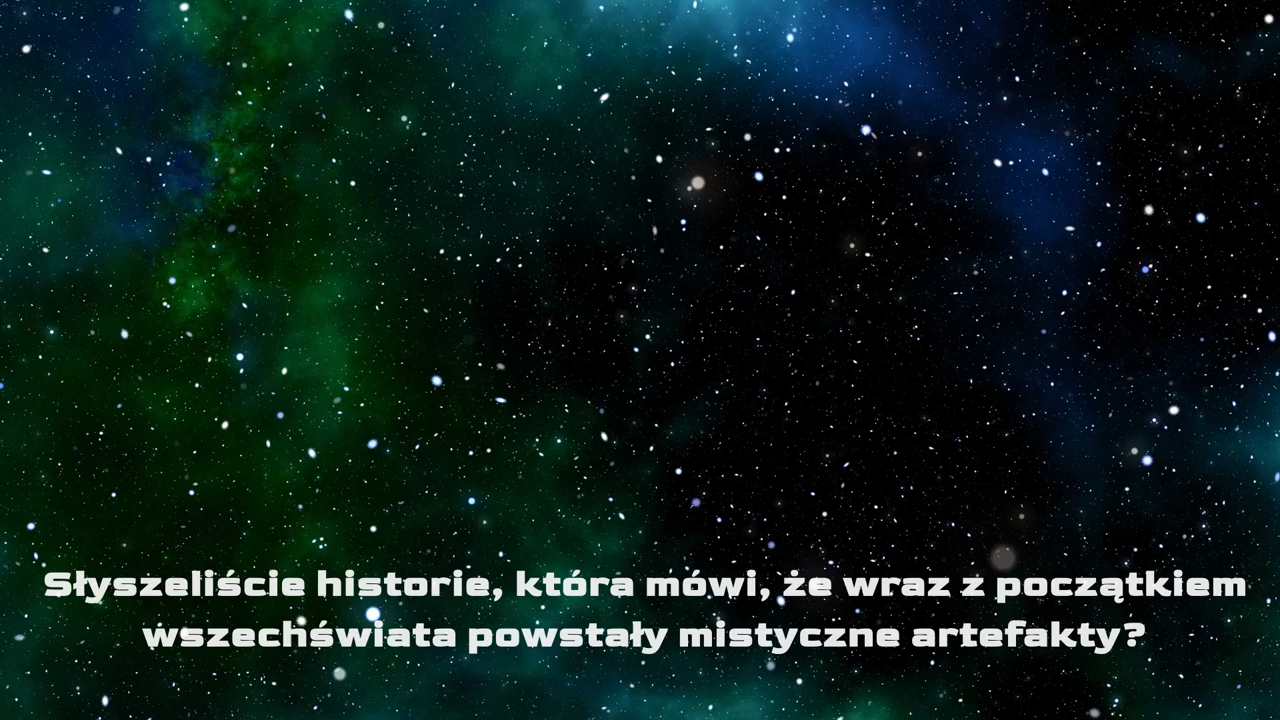 Słyszeliście historie, która mówi, że wraz z początkiem
wszechświata powstały mistyczne artefakty?